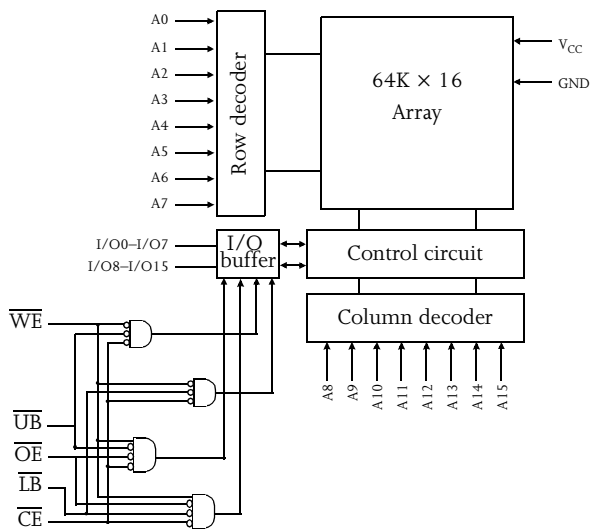 A0
A1
A2
A3
A4
A5
A6
A7
Row decoder
64K × 16
Array
VCC
GND
I/O0–I/O7
I/O8–I/O15
I/O
buffer
Control circuit
Column decoder
A8
A9
A10
A11
A12
A13
A14
A15
WE
UB
OE
LB
CE